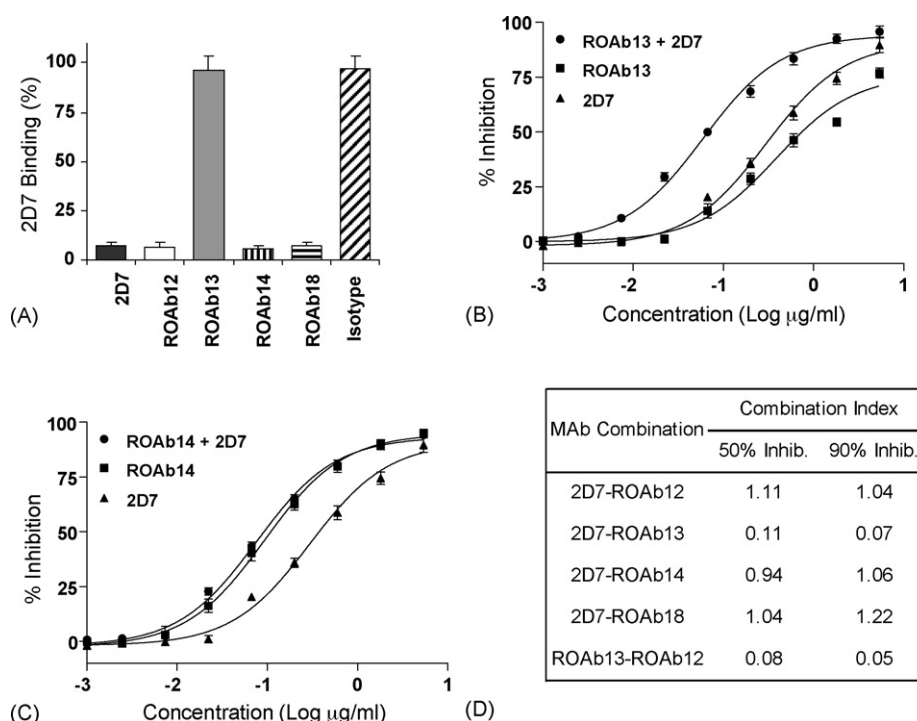 2D7 Binding (%)
100
75
50
25
0
2D7
ROAb12
ROAb13
ROAb14
ROAb18
Isotype
(A)
% Inhibition
100
75
50
25
0
ROAb13 + 2D7
ROAb13
2D7
-3
-2
-1
0
1
Concentration (Log µg/ml)
(B)
% Inhibition
100
75
50
25
0
ROAb14 + 2D7
ROAb14
2D7
-3
-2
-1
0
1
Concentration (Log µg/ml)
(C)
MAb Combination
Combination Index
50% Inhib. 90% Inhib.
2D7-ROAb12 1.11 1.04
2D7-ROAb13 0.11 0.07
2D7-ROAb14 0.94 1.06
2D7-ROAb18 1.04 1.22
ROAb13-ROAb12 0.08 0.05
(D)